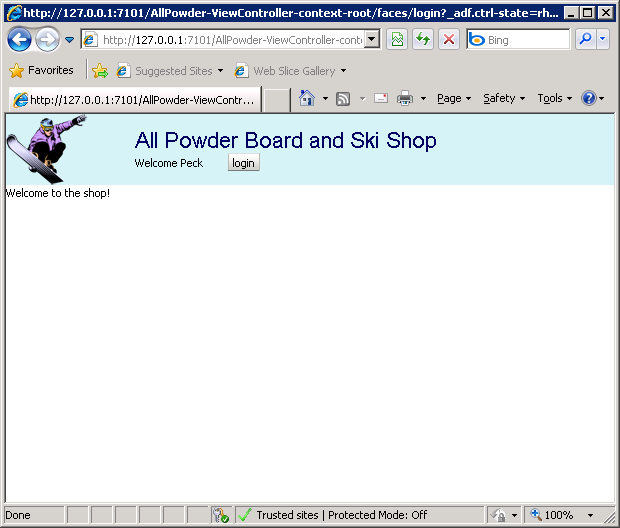 http://127.0.0.1:7101/AllPowder-ViewController-context-root/faces/login?_adf.ctrl-state=rh...
http://127.0.0.1:7101/AllPowder-ViewController-conte
Bing
Favorites
Suggested Sites
Web Slice Gallery
http://127.0.0.1:7101/AllPowder-ViewContr...
Page
Safety
Tools
All Powder Board and Ski Shop
Welcome Peck
login
Welcome to the shop!
Done
Trusted sites | Protected Mode: Off
100%